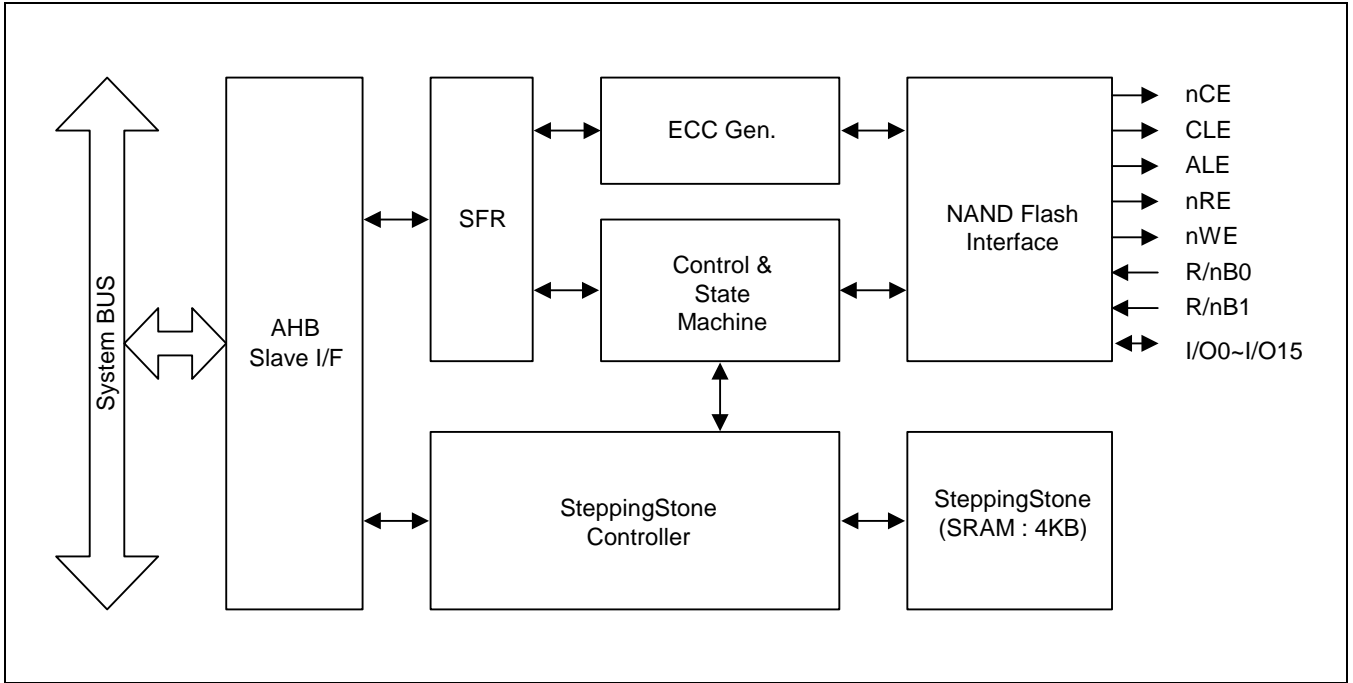 System BUS
AHB
Slave I/F
SFR
ECC Gen.
Control &
State
Machine
NAND Flash
Interface
nCE
CLE
ALE
nRE
nWE
R/nB0
R/nB1
I/O0~I/O15
SteppingStone
Controller
SteppingStone
(SRAM : 4KB)